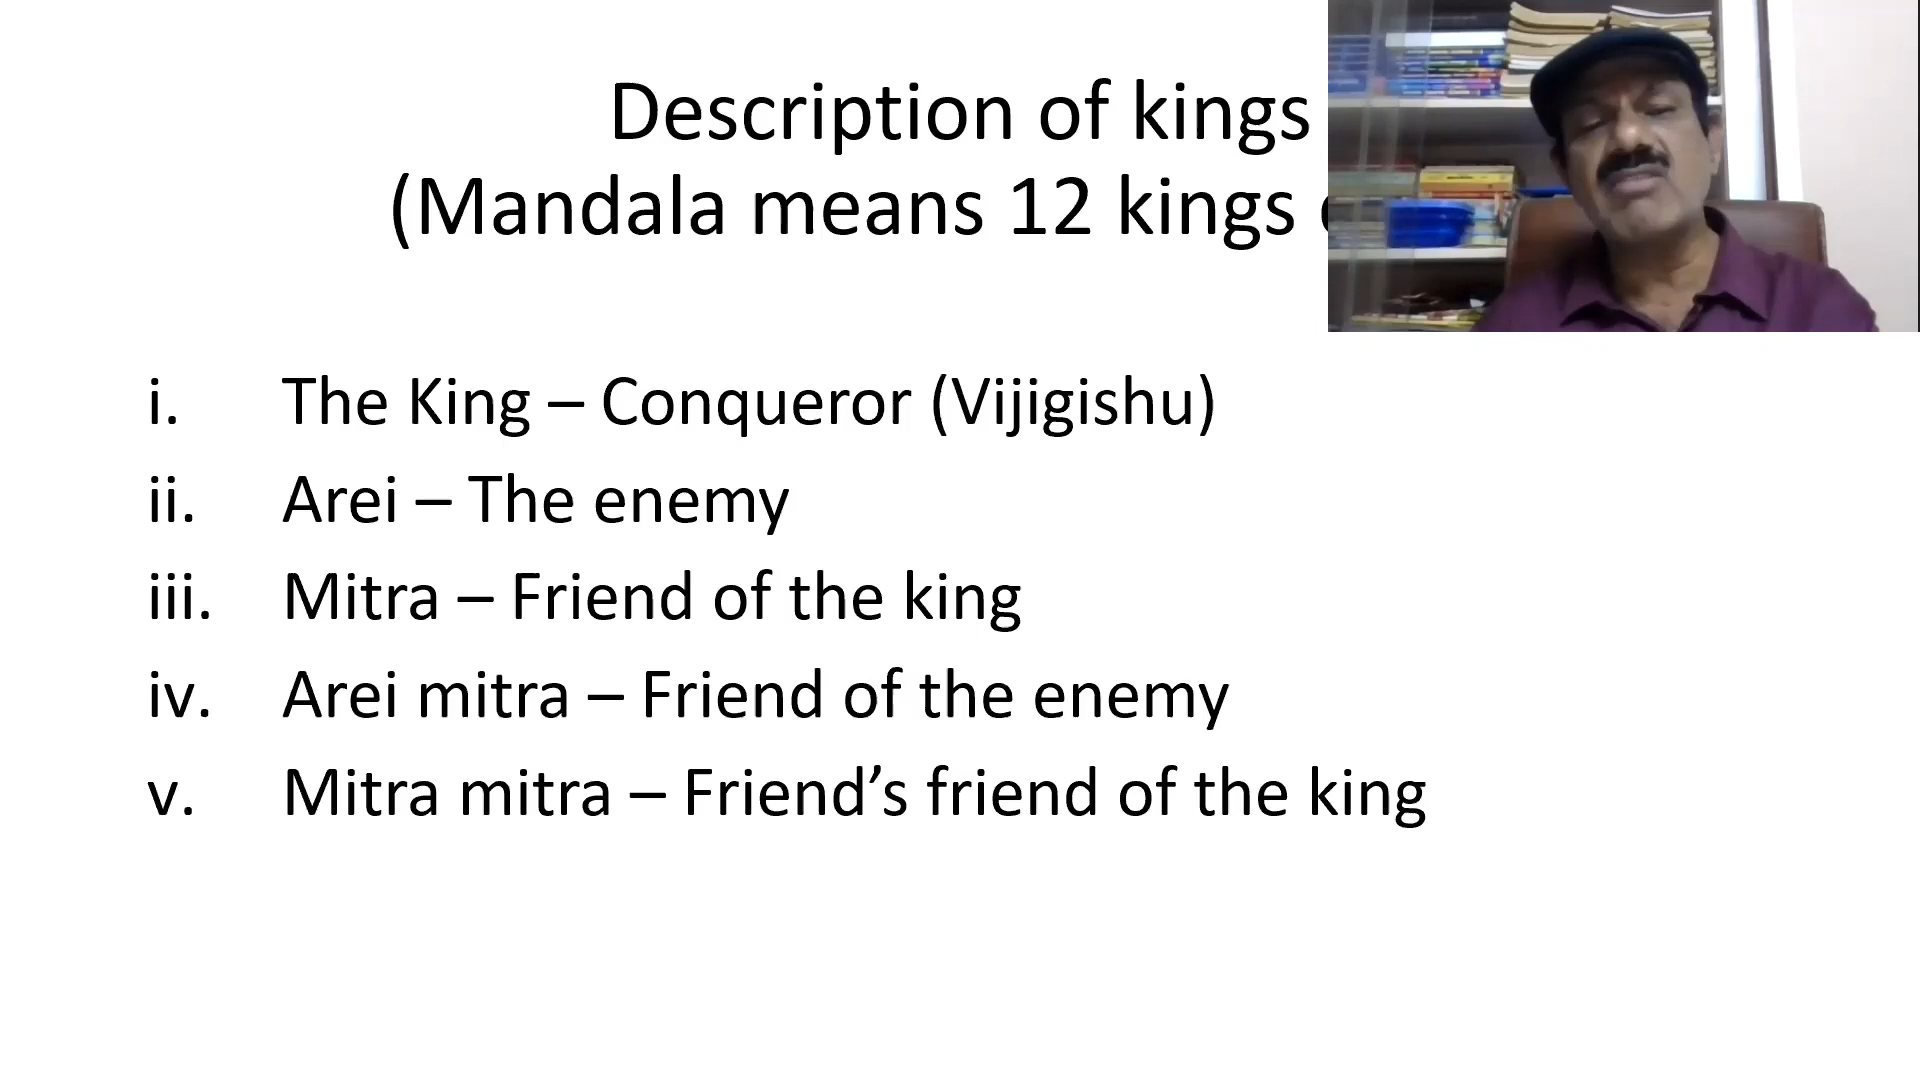 Description of kings
(Mandala means 12 kings
i. The King – Conqueror (Vijigishu)
ii. Arei – The enemy
iii. Mitra – Friend of the king
iv. Arei mitra – Friend of the enemy
v. Mitra mitra – Friend’s friend of the king